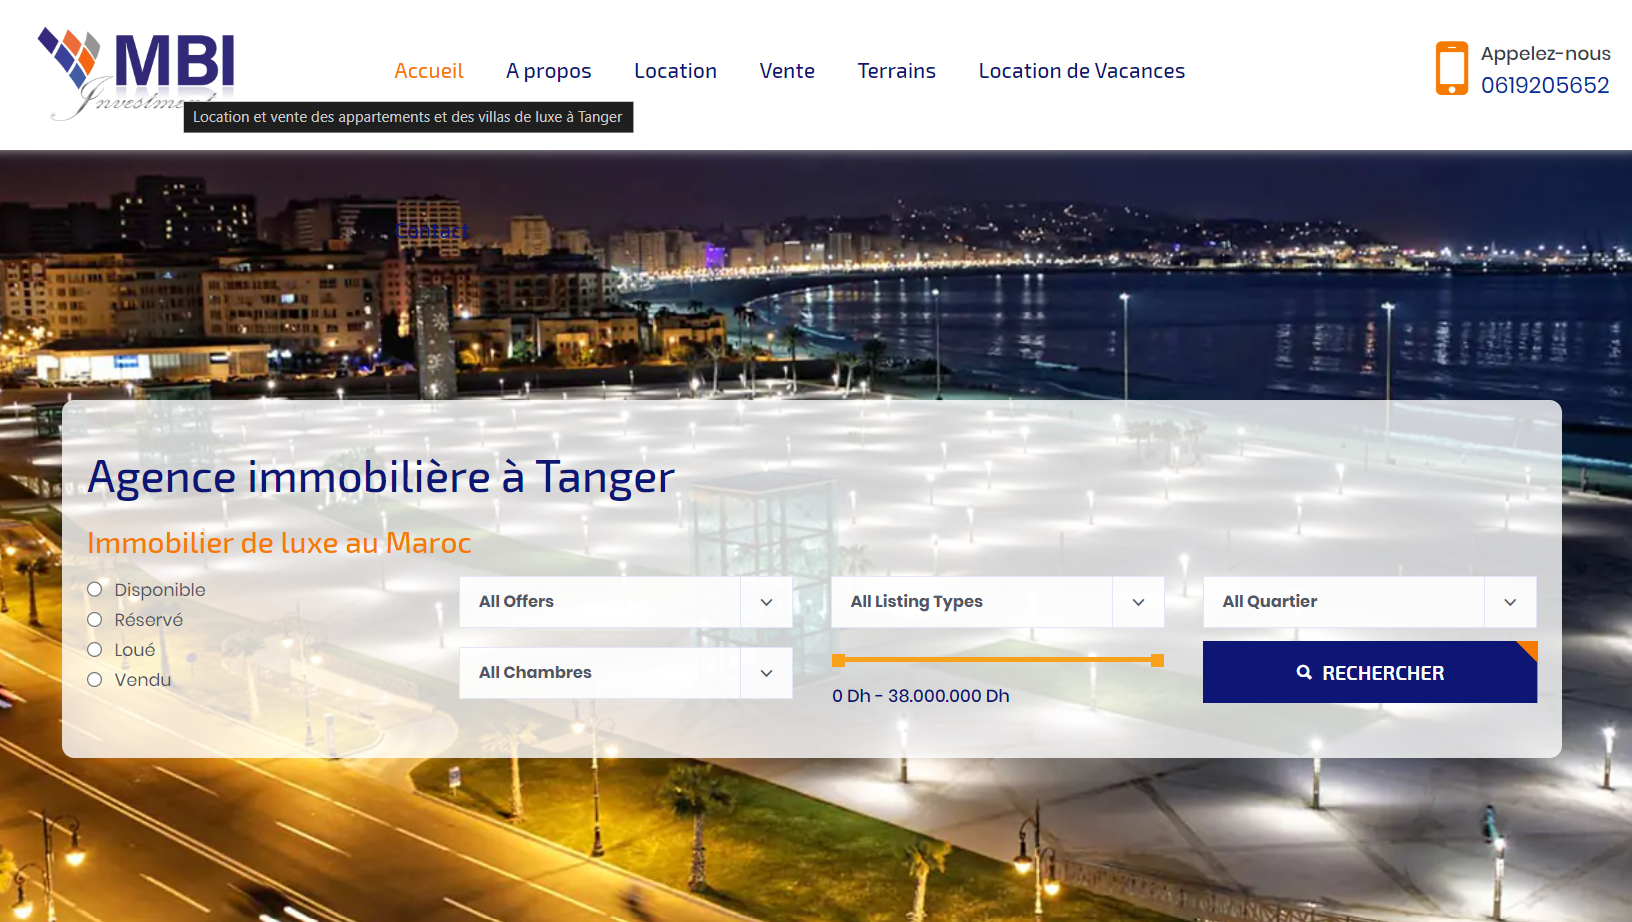 MBI
Investment
Accueil
A propos
Location
Vente
Terrains
Location de Vacances
Appelez-nous
0619205652
Location et vente des appartements et des villas de luxe à Tanger
Contact
Agence immobilière à Tanger
Immobilier de luxe au Maroc
Disponible
Réservé
Loué
Vendu
All Offers
All Listing Types
All Quartier
All Chambres
0 Dh - 38.000.000 Dh
RECHERCHER